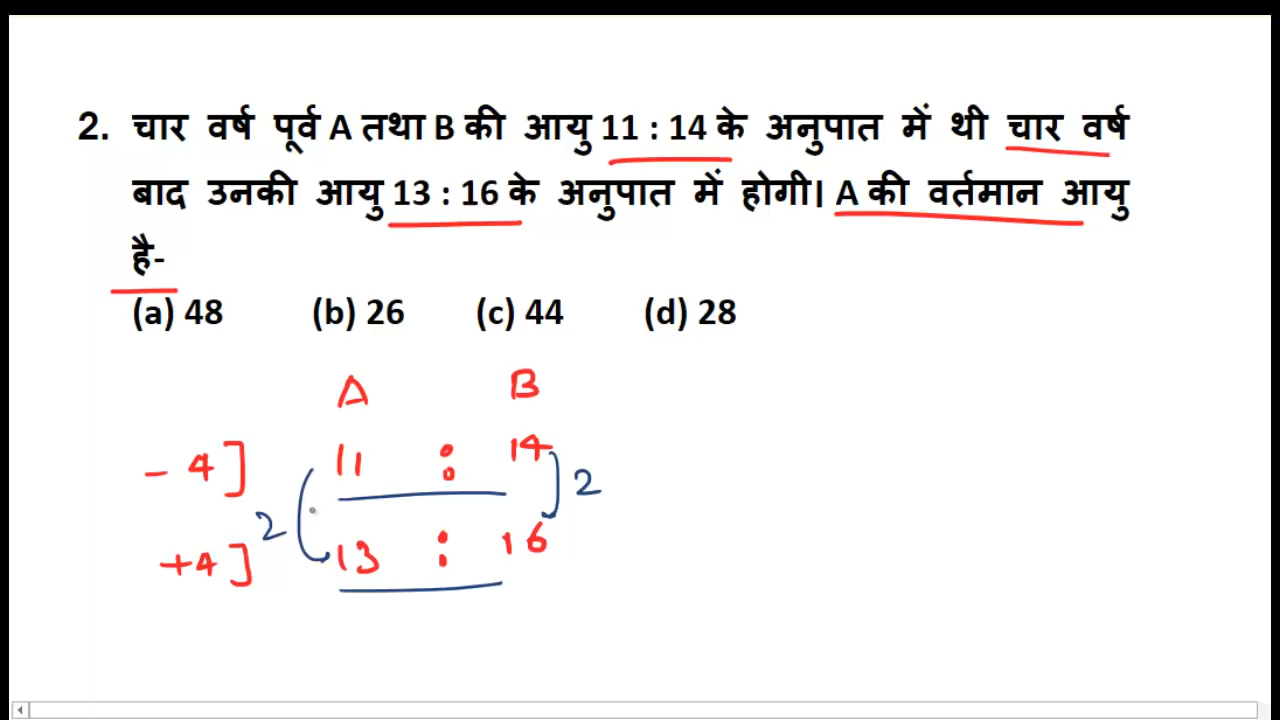 2. चार वर्ष पूर्व A तथा B की आयु 11 : 14 के अनुपात में थी चार वर्ष
बाद उनकी आयु 13 : 16 के अनुपात में होगी। A की वर्तमान आयु
है-
(a) 48 (b) 26 (c) 44 (d) 28
A B
- 4] 11 : 14
2 2
+4] 13 : 16